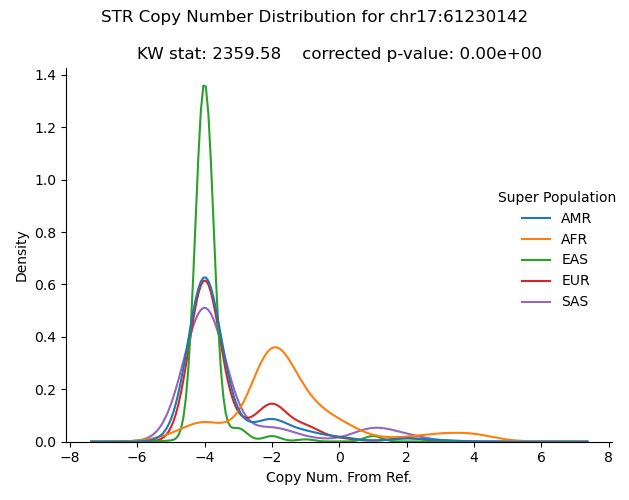 STR Copy Number Distribution for chr17:61230142
KW stat: 2359.58    corrected p-value: 0.00e+00
1.4
1.2
1.0
0.8
0.6
0.4
0.2
0.0
Density
Super Population
AMR
AFR
EAS
EUR
SAS
−8 −6 −4 −2 0 2 4 6 8
Copy Num. From Ref.